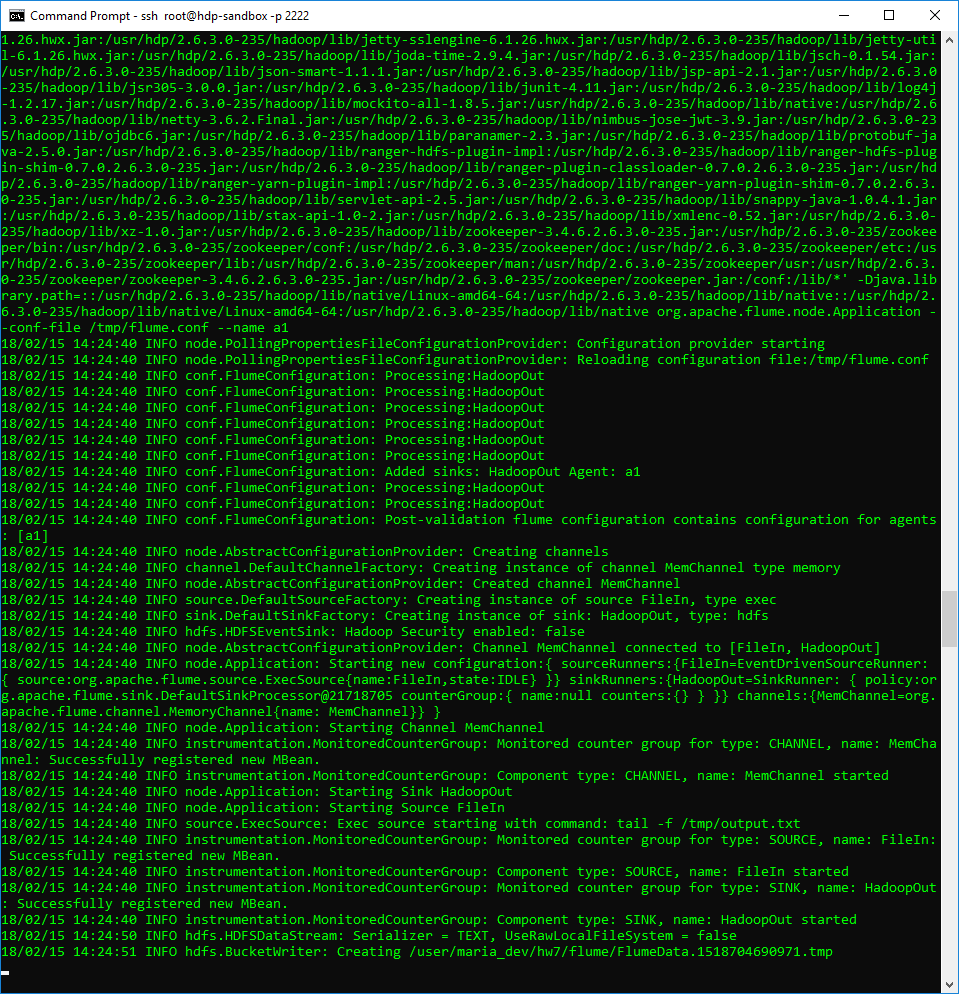 Command Prompt - ssh  root@hdp-sandbox -p 2222
1.26.hwx.jar:/usr/hdp/2.6.3.0-235/hadoop/lib/jetty-sslengine-6.1.26.hwx.jar:/usr/hdp/2.6.3.0-235/hadoop/lib/jetty-uti
l-6.1.26.hwx.jar:/usr/hdp/2.6.3.0-235/hadoop/lib/joda-time-2.9.4.jar:/usr/hdp/2.6.3.0-235/hadoop/lib/jsch-0.1.54.jar:
/usr/hdp/2.6.3.0-235/hadoop/lib/json-smart-1.1.1.jar:/usr/hdp/2.6.3.0-235/hadoop/lib/jsp-api-2.1.jar:/usr/hdp/2.6.3.0
-235/hadoop/lib/jsr305-3.0.0.jar:/usr/hdp/2.6.3.0-235/hadoop/lib/junit-4.11.jar:/usr/hdp/2.6.3.0-235/hadoop/lib/log4j
-1.2.17.jar:/usr/hdp/2.6.3.0-235/hadoop/lib/mockito-all-1.8.5.jar:/usr/hdp/2.6.3.0-235/hadoop/lib/native:/usr/hdp/2.6
.3.0-235/hadoop/lib/netty-3.6.2.Final.jar:/usr/hdp/2.6.3.0-235/hadoop/lib/nimbus-jose-jwt-3.9.jar:/usr/hdp/2.6.3.0-23
5/hadoop/lib/ojdbc6.jar:/usr/hdp/2.6.3.0-235/hadoop/lib/paranamer-2.3.jar:/usr/hdp/2.6.3.0-235/hadoop/lib/protobuf-ja
va-2.5.0.jar:/usr/hdp/2.6.3.0-235/hadoop/lib/ranger-hdfs-plugin-impl:/usr/hdp/2.6.3.0-235/hadoop/lib/ranger-hdfs-plug
in-shim-0.7.0.2.6.3.0-235.jar:/usr/hdp/2.6.3.0-235/hadoop/lib/ranger-plugin-classloader-0.7.0.2.6.3.0-235.jar:/usr/hd
p/2.6.3.0-235/hadoop/lib/ranger-yarn-plugin-impl:/usr/hdp/2.6.3.0-235/hadoop/lib/ranger-yarn-plugin-shim-0.7.0.2.6.3.
0-235.jar:/usr/hdp/2.6.3.0-235/hadoop/lib/servlet-api-2.5.jar:/usr/hdp/2.6.3.0-235/hadoop/lib/snappy-java-1.0.4.1.jar
:/usr/hdp/2.6.3.0-235/hadoop/lib/stax-api-1.0-2.jar:/usr/hdp/2.6.3.0-235/hadoop/lib/xmlenc-0.52.jar:/usr/hdp/2.6.3.0-
235/hadoop/lib/xz-1.0.jar:/usr/hdp/2.6.3.0-235/hadoop/lib/zookeeper-3.4.6.2.6.3.0-235.jar:/usr/hdp/2.6.3.0-235/zookee
per/bin:/usr/hdp/2.6.3.0-235/zookeeper/conf:/usr/hdp/2.6.3.0-235/zookeeper/doc:/usr/hdp/2.6.3.0-235/zookeeper/etc:/us
r/hdp/2.6.3.0-235/zookeeper/lib:/usr/hdp/2.6.3.0-235/zookeeper/man:/usr/hdp/2.6.3.0-235/zookeeper/usr:/usr/hdp/2.6.3.
0-235/zookeeper/zookeeper-3.4.6.2.6.3.0-235.jar:/usr/hdp/2.6.3.0-235/zookeeper/zookeeper.jar:/conf:/lib/*' -Djava.lib
rary.path=::/usr/hdp/2.6.3.0-235/hadoop/lib/native/Linux-amd64-64:/usr/hdp/2.6.3.0-235/hadoop/lib/native::/usr/hdp/2.
6.3.0-235/hadoop/lib/native/Linux-amd64-64:/usr/hdp/2.6.3.0-235/hadoop/lib/native org.apache.flume.node.Application -
-conf-file /tmp/flume.conf --name a1
18/02/15 14:24:40 INFO node.PollingPropertiesFileConfigurationProvider: Configuration provider starting
18/02/15 14:24:40 INFO node.PollingPropertiesFileConfigurationProvider: Reloading configuration file:/tmp/flume.conf
18/02/15 14:24:40 INFO conf.FlumeConfiguration: Processing:HadoopOut
18/02/15 14:24:40 INFO conf.FlumeConfiguration: Processing:HadoopOut
18/02/15 14:24:40 INFO conf.FlumeConfiguration: Processing:HadoopOut
18/02/15 14:24:40 INFO conf.FlumeConfiguration: Processing:HadoopOut
18/02/15 14:24:40 INFO conf.FlumeConfiguration: Processing:HadoopOut
18/02/15 14:24:40 INFO conf.FlumeConfiguration: Processing:HadoopOut
18/02/15 14:24:40 INFO conf.FlumeConfiguration: Added sinks: HadoopOut Agent: a1
18/02/15 14:24:40 INFO conf.FlumeConfiguration: Processing:HadoopOut
18/02/15 14:24:40 INFO conf.FlumeConfiguration: Processing:HadoopOut
18/02/15 14:24:40 INFO conf.FlumeConfiguration: Post-validation flume configuration contains configuration for agents
: [a1]
18/02/15 14:24:40 INFO node.AbstractConfigurationProvider: Creating channels
18/02/15 14:24:40 INFO channel.DefaultChannelFactory: Creating instance of channel MemChannel type memory
18/02/15 14:24:40 INFO node.AbstractConfigurationProvider: Created channel MemChannel
18/02/15 14:24:40 INFO source.DefaultSourceFactory: Creating instance of source FileIn, type exec
18/02/15 14:24:40 INFO sink.DefaultSinkFactory: Creating instance of sink: HadoopOut, type: hdfs
18/02/15 14:24:40 INFO hdfs.HDFSEventSink: Hadoop Security enabled: false
18/02/15 14:24:40 INFO node.AbstractConfigurationProvider: Channel MemChannel connected to [FileIn, HadoopOut]
18/02/15 14:24:40 INFO node.Application: Starting new configuration:{ sourceRunners:{FileIn=EventDrivenSourceRunner:
{ source:org.apache.flume.source.ExecSource{name:FileIn,state:IDLE} }} sinkRunners:{HadoopOut=SinkRunner: { policy:or
g.apache.flume.sink.DefaultSinkProcessor@21718705 counterGroup:{ name:null counters:{} } }} channels:{MemChannel=org.
apache.flume.channel.MemoryChannel{name: MemChannel}} }
18/02/15 14:24:40 INFO node.Application: Starting Channel MemChannel
18/02/15 14:24:40 INFO instrumentation.MonitoredCounterGroup: Monitored counter group for type: CHANNEL, name: MemCha
nnel: Successfully registered new MBean.
18/02/15 14:24:40 INFO instrumentation.MonitoredCounterGroup: Component type: CHANNEL, name: MemChannel started
18/02/15 14:24:40 INFO node.Application: Starting Sink HadoopOut
18/02/15 14:24:40 INFO node.Application: Starting Source FileIn
18/02/15 14:24:40 INFO source.ExecSource: Exec source starting with command: tail -f /tmp/output.txt
18/02/15 14:24:40 INFO instrumentation.MonitoredCounterGroup: Monitored counter group for type: SOURCE, name: FileIn:
 Successfully registered new MBean.
18/02/15 14:24:40 INFO instrumentation.MonitoredCounterGroup: Component type: SOURCE, name: FileIn started
18/02/15 14:24:40 INFO instrumentation.MonitoredCounterGroup: Monitored counter group for type: SINK, name: HadoopOut
: Successfully registered new MBean.
18/02/15 14:24:40 INFO instrumentation.MonitoredCounterGroup: Component type: SINK, name: HadoopOut started
18/02/15 14:24:50 INFO hdfs.HDFSDataStream: Serializer = TEXT, UseRawLocalFileSystem = false
18/02/15 14:24:51 INFO hdfs.BucketWriter: Creating /user/maria_dev/hw7/flume/FlumeData.1518704690971.tmp